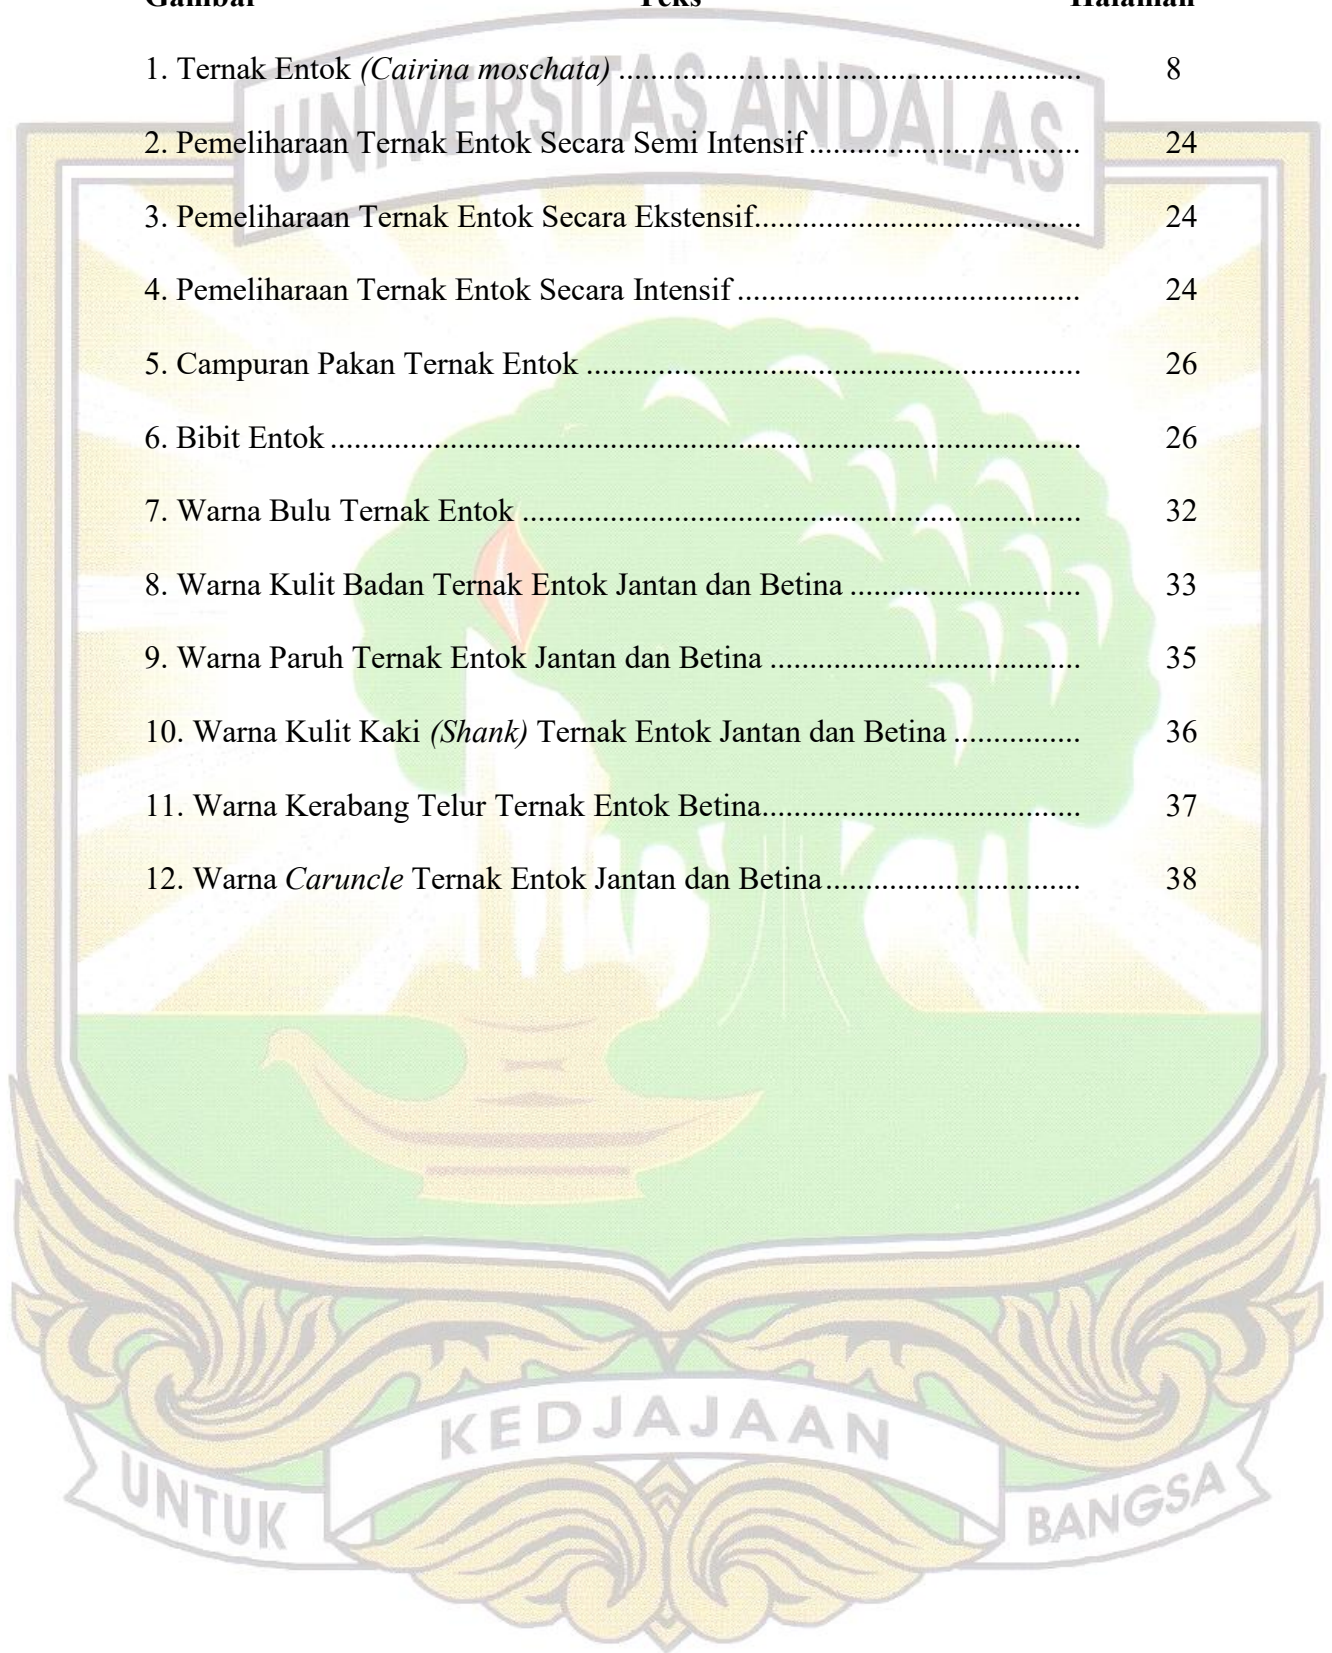 Gambar Teks Halaman
1. Ternak Entok (Cairina moschata) .......................................................... 8
UNIVERSITAS ANDALAS
2. Pemeliharaan Ternak Entok Secara Semi Intensif .................................. 24
3. Pemeliharaan Ternak Entok Secara Ekstensif......................................... 24
4. Pemeliharaan Ternak Entok Secara Intensif ........................................... 24
5. Campuran Pakan Ternak Entok .............................................................. 26
6. Bibit Entok .............................................................................................. 26
7. Warna Bulu Ternak Entok ...................................................................... 32
8. Warna Kulit Badan Ternak Entok Jantan dan Betina ............................. 33
9. Warna Paruh Ternak Entok Jantan dan Betina ....................................... 35
10. Warna Kulit Kaki (Shank) Ternak Entok Jantan dan Betina ................ 36
11. Warna Kerabang Telur Ternak Entok Betina........................................ 37
12. Warna Caruncle Ternak Entok Jantan dan Betina................................ 38
KEDJAJAAN
UNTUK BANGSA